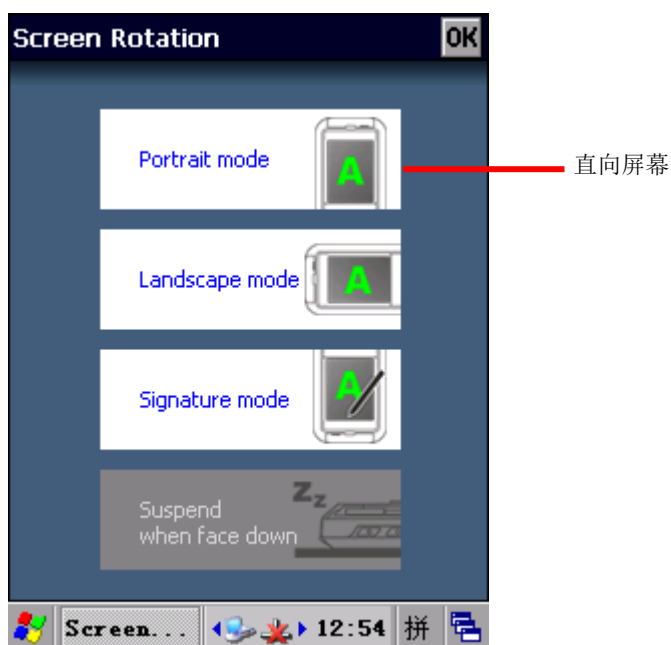 Screen Rotation
OK
Portrait mode
A
直向屏幕
Landscape mode
A
Signature mode
A
Suspend
when face down
Zz
Screen...
12:54
拼